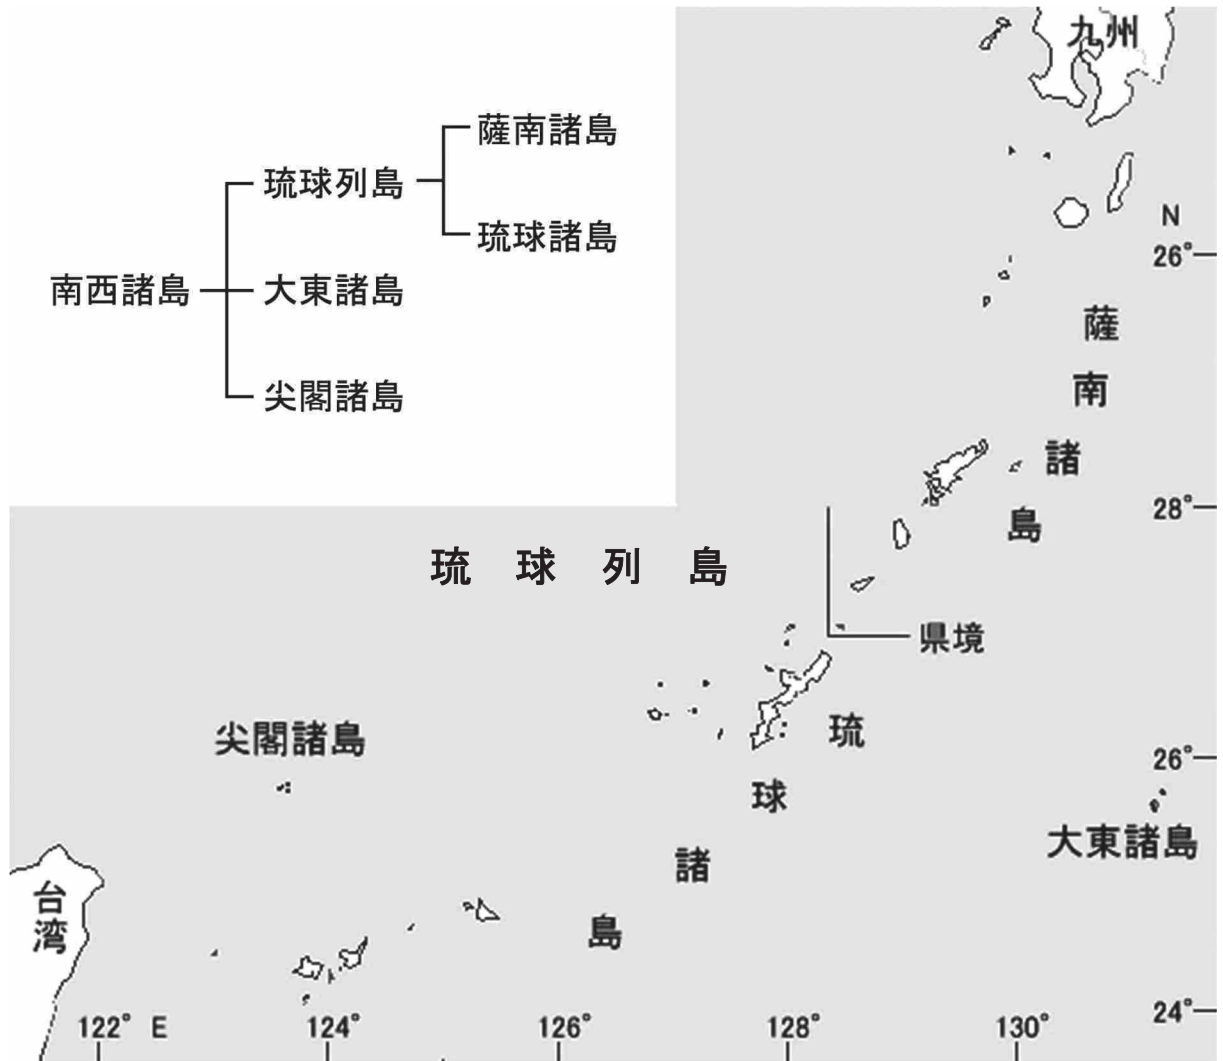 薩南諸島
琉球列島
琉球諸島
南西諸島
大東諸島
尖閣諸島
九州
N
26°
薩南諸島
28°
琉球列島
県境
尖閣諸島
琉球諸島
26°
大東諸島
台湾
24°
122° E
124°
126°
128°
130°